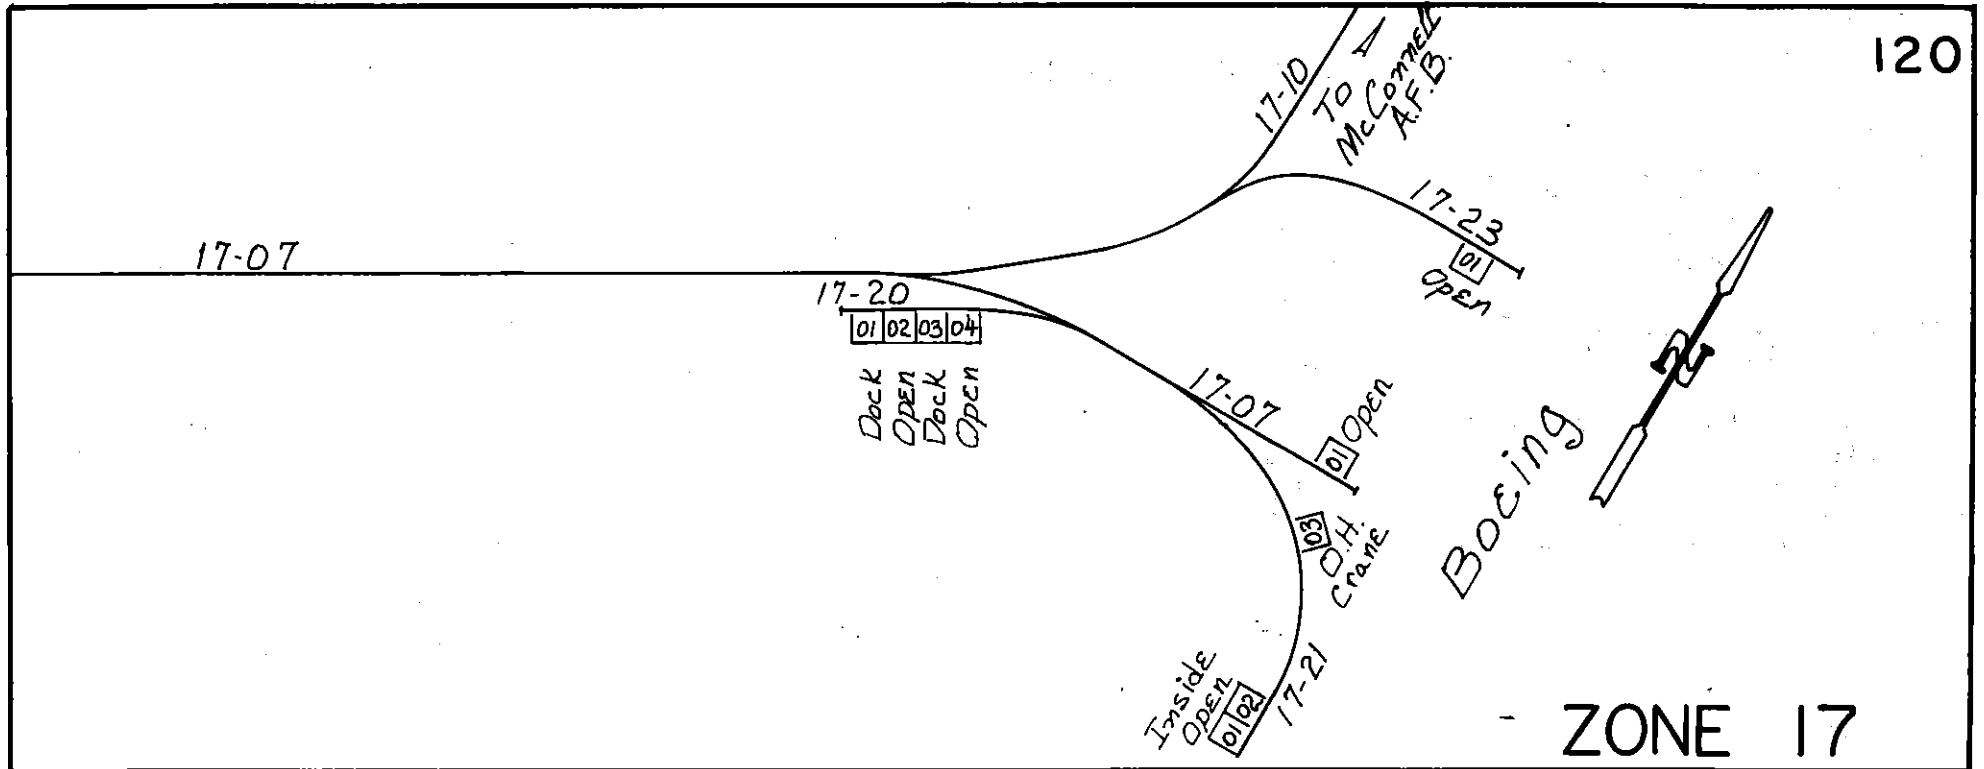 120
17-10
TO
McConnell
A.F.B.
17-07
17-23
01
Open
17-20
01 02 03 04
Dock
Open
Dock
Open
17-07
01
Open
N
Boeing
03
O.H.
Crane
Inside
Open
01 02
17-21
ZONE 17